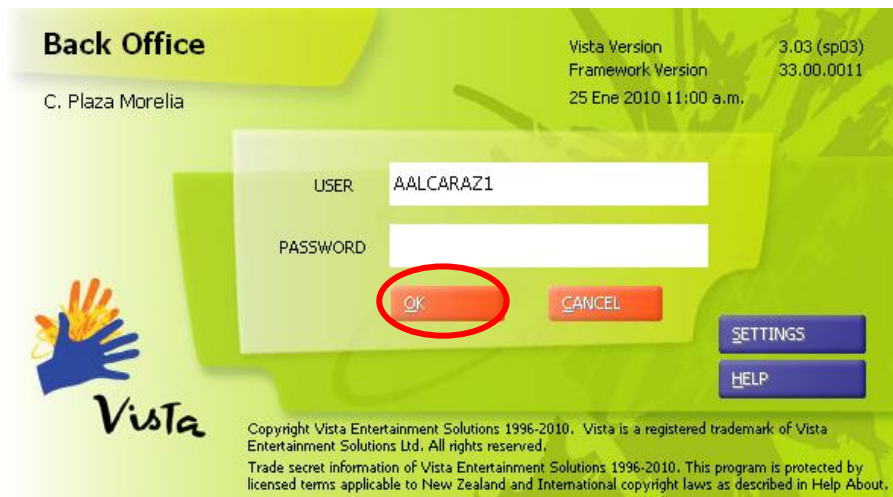 Back Office
Vista Version 3.03 (sp03)
Framework Version 33.00.0011
C. Plaza Morelia
25 Ene 2010 11:00 a.m.
USER AALCARAZ1
PASSWORD
OK CANCEL
SETTINGS
HELP
Vista
Copyright Vista Entertainment Solutions 1996-2010. Vista is a registered trademark of Vista
Entertainment Solutions Ltd. All rights reserved.
Trade secret information of Vista Entertainment Solutions 1996-2010. This program is protected by
licensed terms applicable to New Zealand and International copyright laws as described in Help About.